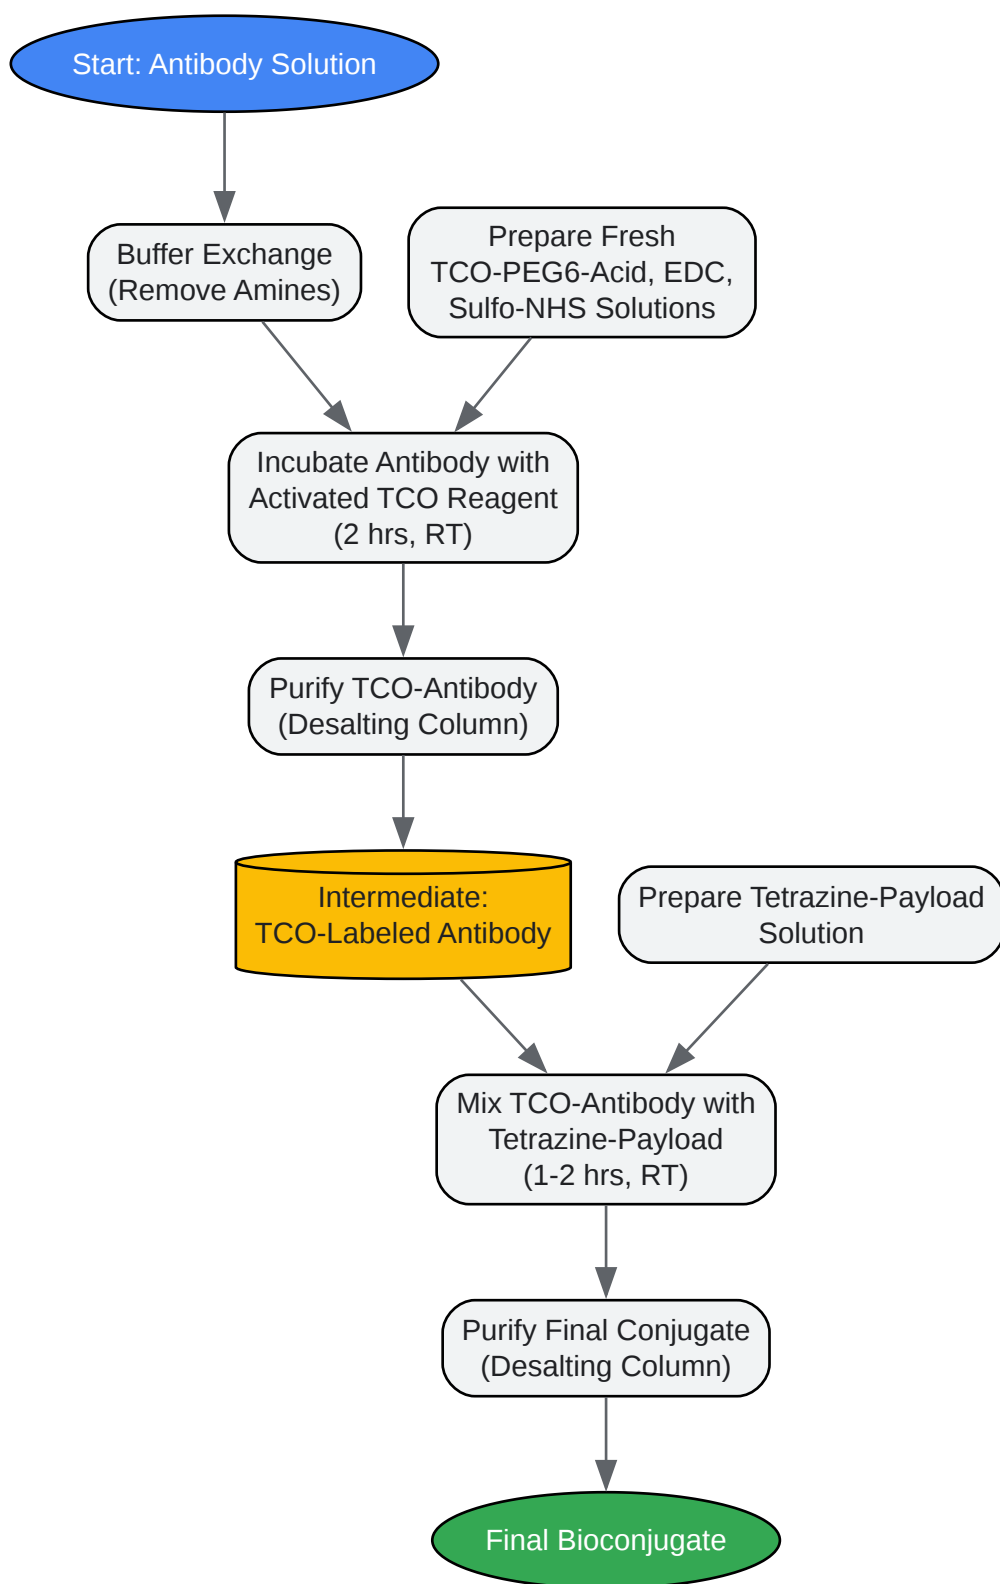 Start: Antibody Solution
Buffer Exchange
(Remove Amines)
Prepare Fresh
TCO-PEG6-Acid, EDC,
Sulfo-NHS Solutions
Incubate Antibody with
Activated TCO Reagent
(2 hrs, RT)
Purify TCO-Antibody
(Desalting Column)
Intermediate:
TCO-Labeled Antibody
Prepare Tetrazine-Payload
Solution
Mix TCO-Antibody with
Tetrazine-Payload
(1-2 hrs, RT)
Purify Final Conjugate
(Desalting Column)
Final Bioconjugate